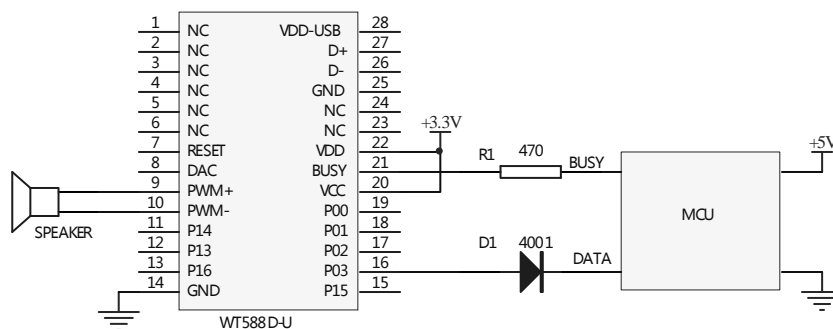 1 NC VDD-USB 28
2 NC D+ 27
3 NC D- 26
4 NC GND 25
5 NC NC 24
6 NC NC 23 +3.3V +5V
7 RESET VDD 22
8 DAC BUSY 21 R1 470 BUSY
9 PWM+ VCC 20
10 PWM- P00 19 MCU
SPEAKER 11 P14 P01 18
12 P13 P02 17 D1 4001
13 P16 P03 16 DATA
14 GND P15 15
WT588D-U